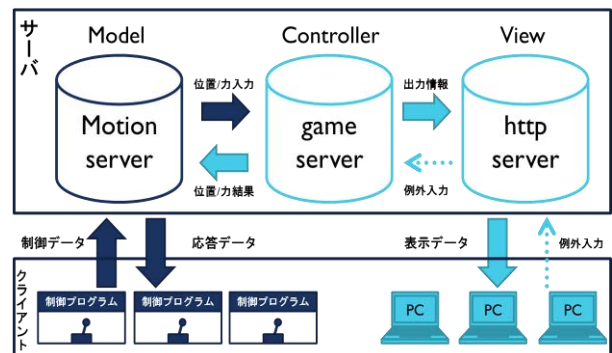 サーバ
Model
Controller
View
Motion
server
位置/力入力
game
server
出力情報
http
server
位置/力結果
例外入力
制御データ
応答データ
表示データ
例外入力
クライアント
制御プログラム
制御プログラム
制御プログラム
PC
PC
PC